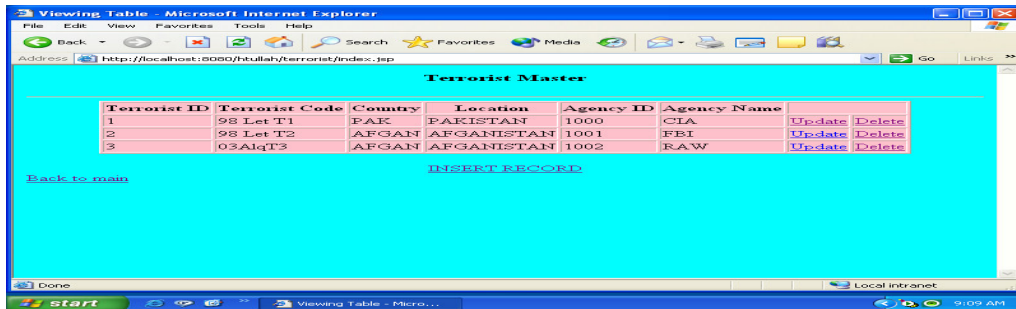 Viewing Table - Microsoft Internet Explorer
File Edit View Favorites Tools Help
Back Search Favorites Media
Address http://localhost:8080/htullah/terrorist/index.jsp Go Links »
Terrorist Master
Terrorist ID Terrorist Code Country Location Agency ID Agency Name
1 98 Let T1 PAK PAKISTAN 1000 CIA Update Delete
2 98 Let T2 AFGAN AFGANISTAN 1001 FBI Update Delete
3 03AlqT3 AFGAN AFGANISTAN 1002 RAW Update Delete
INSERT RECORD
Back to main
Done Local intranet
start » Viewing Table - Micro... 9:09 AM